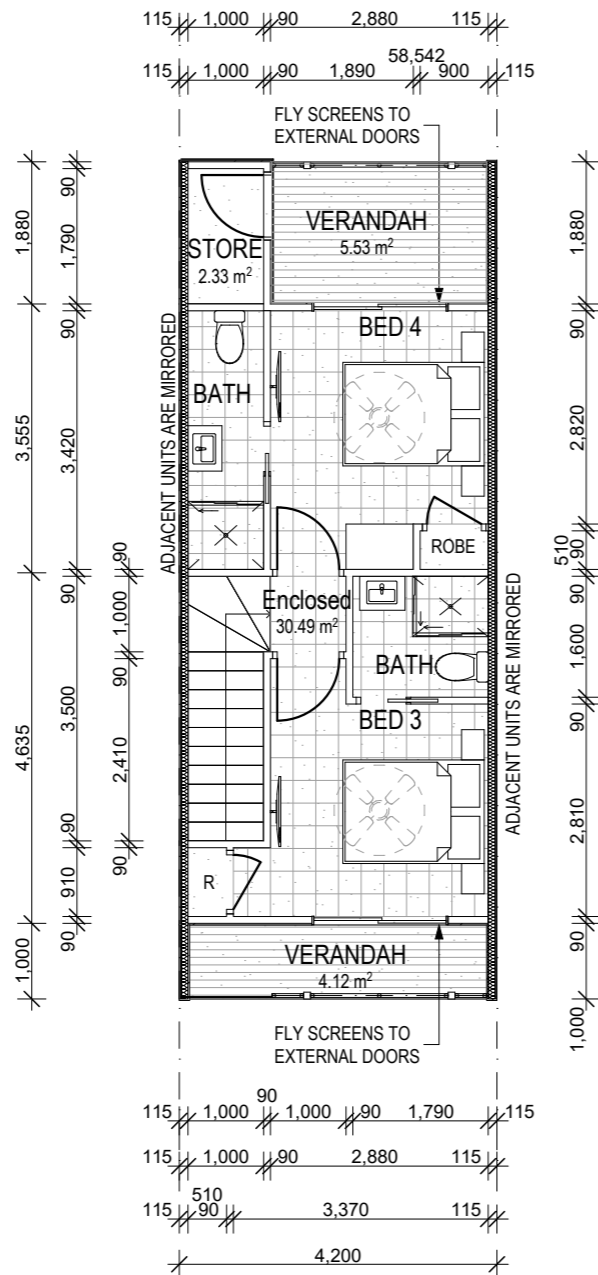 115 1,000 90 2,880 115
58,542
115 1,000 90 1,890 900 115
FLY SCREENS TO
EXTERNAL DOORS
VERANDAH
5.53 m²
STORE
2.33 m²
BED 4
BATH
ROBE
Enclosed
30.49 m²
BATH
BED 3
R
VERANDAH
4.12 m²
FLY SCREENS TO
EXTERNAL DOORS
ADJACENT UNITS ARE MIRRORED
ADJACENT UNITS ARE MIRRORED
1,880
3,555
4,635
1,000
90
1,790
90
3,420
90
3,500
90
910
90
90
1,000
90
2,410
90
1,880
90
2,820
510
90
90
1,600
90
2,810
90
1,000
90
115 1,000 1,000 90 1,790 115
115 1,000 90 2,880 115
510
115 90 3,370 115
4,200